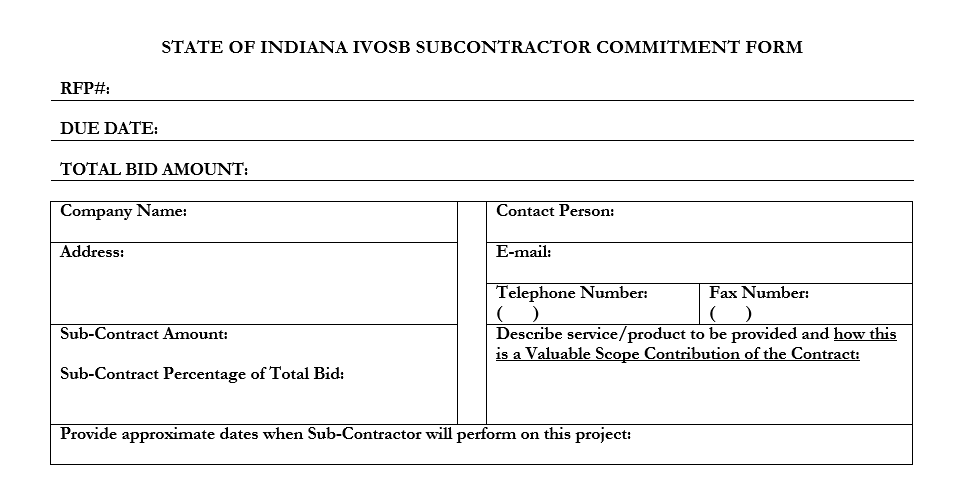 STATE OF INDIANA IVOSB SUBCONTRACTOR COMMITMENT FORM
RFP#:
DUE DATE:
TOTAL BID AMOUNT:
Company Name:
Contact Person:
Address:
E-mail:
Telephone Number:
(      )
Fax Number:
(      )
Sub-Contract Amount:
Sub-Contract Percentage of Total Bid:
Describe service/product to be provided and how this
is a Valuable Scope Contribution of the Contract:
Provide approximate dates when Sub-Contractor will perform on this project: